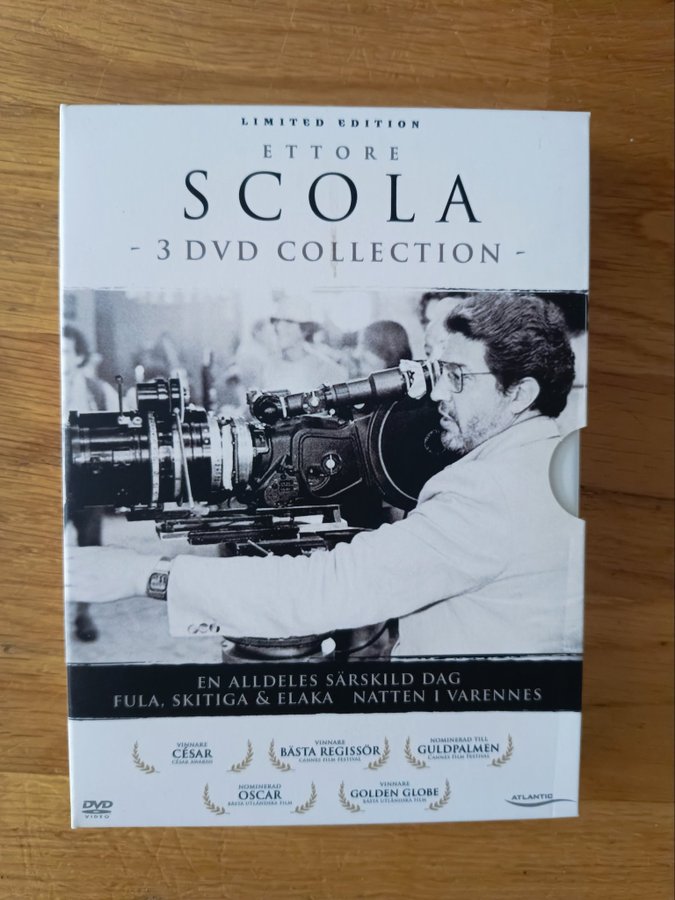 LIMITED EDITION
ETTORE
SCOLA
- 3 DVD COLLECTION -
EN ALLDELES SÄRSKILD DAG
FULA, SKITIGA & ELAKA NATTEN I VARENNES
VINNARE
CÉSAR
CÉSAR AWARDS
VINNARE
BÄSTA REGISSÖR
CANNES FILM FESTIVAL
NOMINERAD TILL
GULDPALMEN
CANNES FILM FESTIVAL
NOMINERAD
OSCAR
BÄSTA UTLÄNDSKA FILM
VINNARE
GOLDEN GLOBE
BÄSTA UTLÄNDSKA FILM
DVD
VIDEO
ATLANTIC